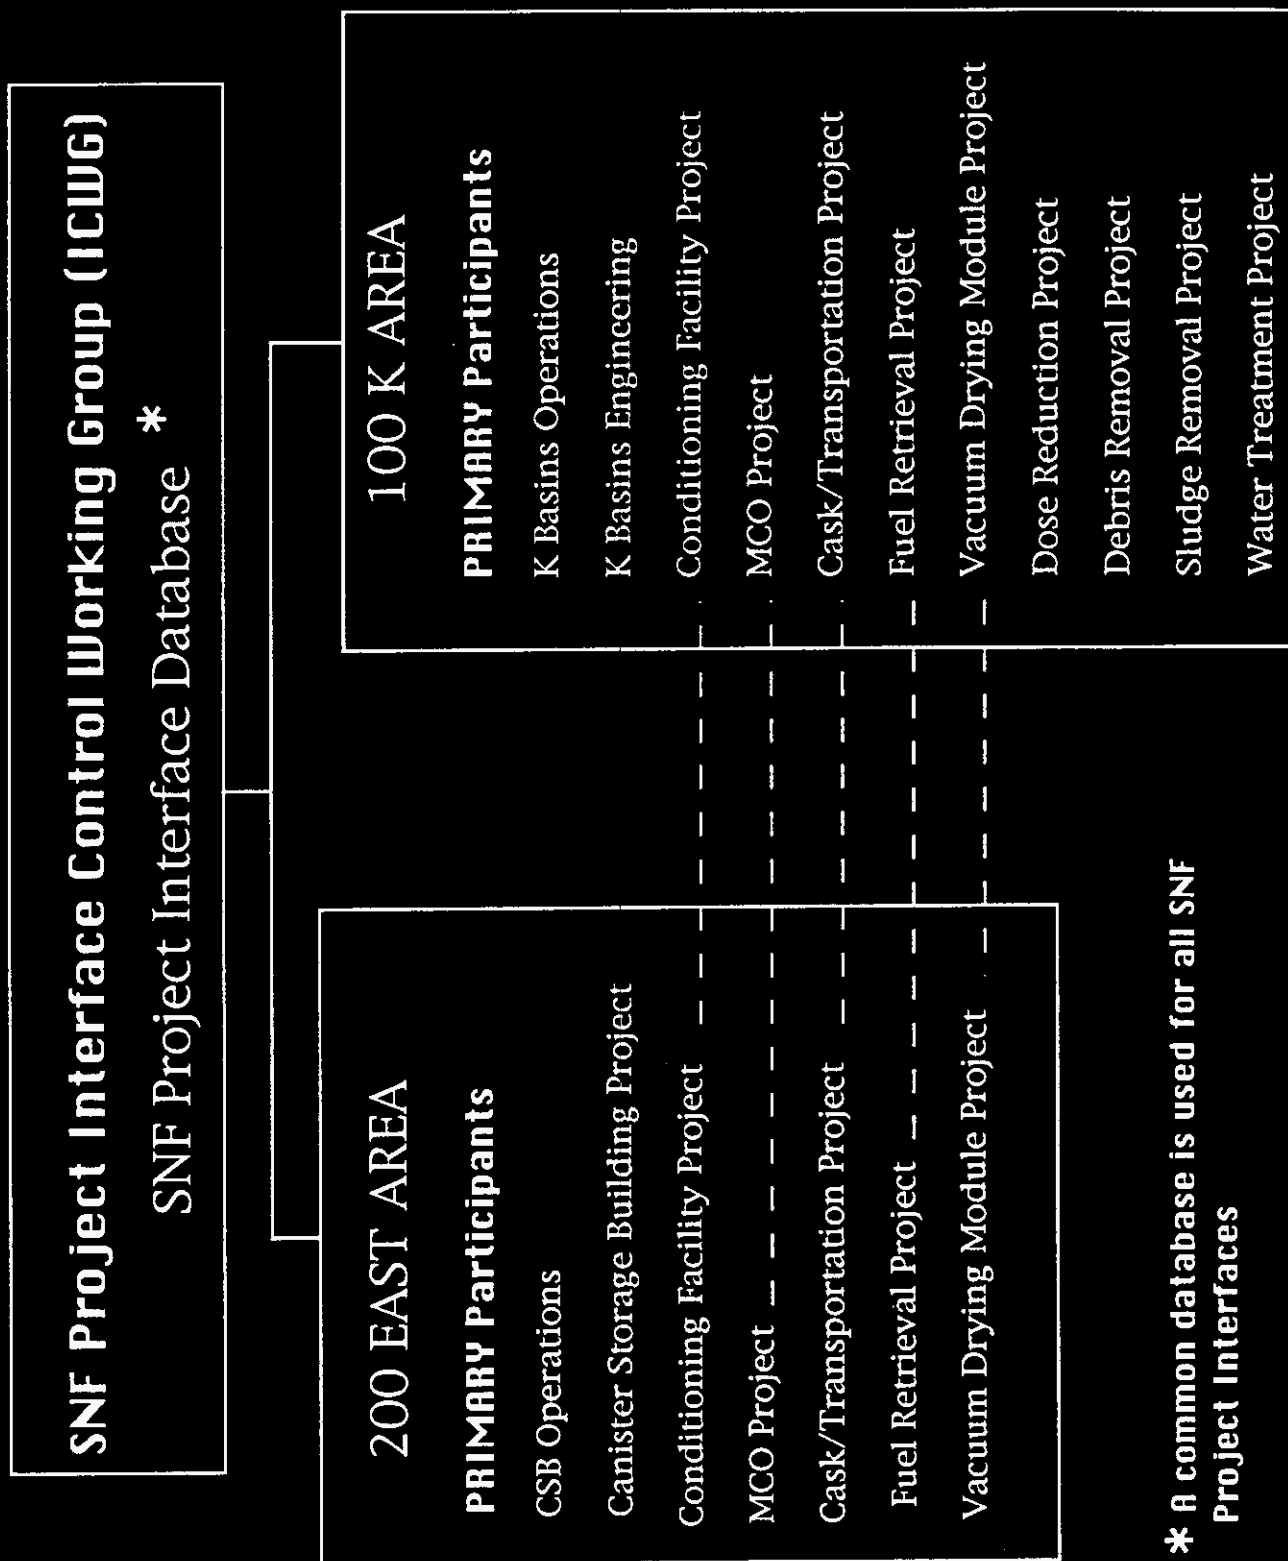 SNF Project Interface Control Working Group (ICWG)
SNF Project Interface Database *
200 EAST AREA
PRIMARY Participants
CSB Operations
Canister Storage Building Project
Conditioning Facility Project
MCO Project
Cask/Transportation Project
Fuel Retrieval Project
Vacuum Drying Module Project
100 K AREA
PRIMARY Participants
K Basins Operations
K Basins Engineering
Conditioning Facility Project
MCO Project
Cask/Transportation Project
Fuel Retrieval Project
Vacuum Drying Module Project
Dose Reduction Project
Debris Removal Project
Sludge Removal Project
Water Treatment Project
* A common database is used for all SNF
Project Interfaces